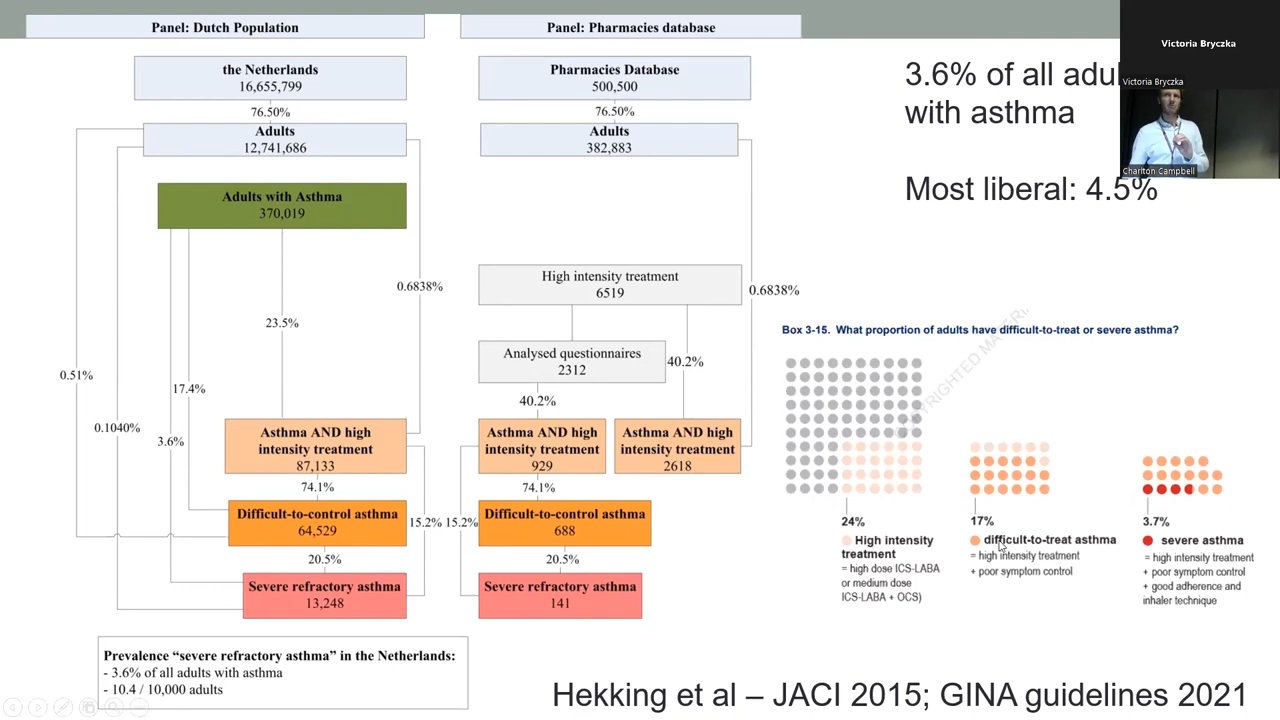 Panel: Dutch Population
the Netherlands
16,655,799
76.50%
Adults
12,741,686
Adults with Asthma
370,019
0.6838%
23.5%
0.51%
17.4%
0.1040%
3.6%
Asthma AND high
intensity treatment
87,133
74.1%
Difficult-to-control asthma
64,529
15.2%
20.5%
Severe refractory asthma
13,248
Prevalence “severe refractory asthma” in the Netherlands:
- 3.6% of all adults with asthma
- 10.4 / 10,000 adults
Panel: Pharmacies database
Pharmacies Database
500,500
76.50%
Adults
382,883
High intensity treatment
6519
0.6838%
Analysed questionnaires
2312
40.2%
40.2%
Asthma AND high
intensity treatment
929
Asthma AND high
intensity treatment
2618
74.1%
Difficult-to-control asthma
688
15.2%
20.5%
Severe refractory asthma
141
3.6% of all
with asthma
Most liberal: 4.5%
Victoria Bryczka
Victoria Bryczka
Charlton Campbell
Box 3-15. What proportion of adults have difficult-to-treat or severe asthma?
24%
High intensity
treatment
= high dose ICS-LABA
or medium dose
ICS-LABA + OCS)
17%
difficult-to-treat asthma
= high intensity treatment
+ poor symptom control
3.7%
severe asthma
= high intensity treatment
+ poor symptom control
+ good adherence and
inhaler technique
Hekking et al – JACI 2015; GINA guidelines 2021